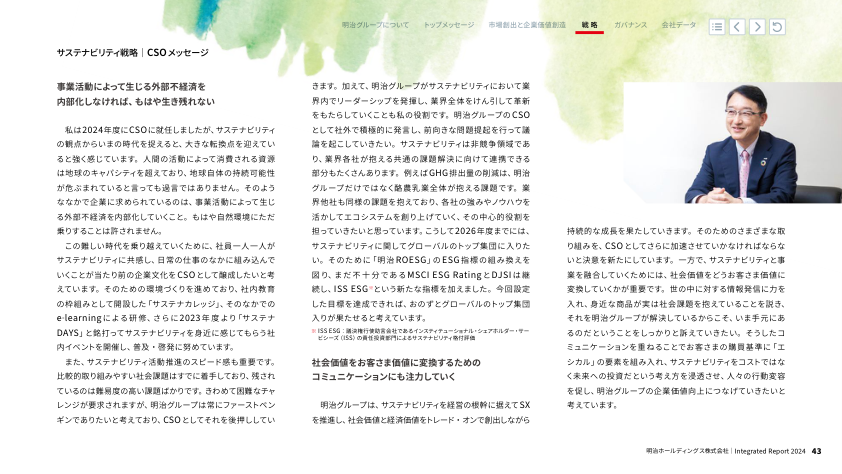 明治グループについて トップメッセージ 市場創出と企業価値創造 戦略 ガバナンス 会社データ
サステナビリティ戦略｜CSOメッセージ
事業活動によって生じる外部不経済を
内部化しなければ、もはや生き残れない
私は2024年度にCSOに就任しましたが、サステナビリティ
の観点からいまの時代を捉えると、大きな転換点を迎えてい
ると強く感じています。人間の活動によって消費される資源
は地球のキャパシティを超えており、地球自体の持続可能性
が危ぶまれていると言っても過言ではありません。そのよう
ななかで企業に求められているのは、事業活動によって生じ
る外部不経済を内部化していくこと。もはや自然環境にただ
乗りすることは許されません。
この難しい時代を乗り越えていくために、社員一人一人が
サステナビリティに共感し、日常の仕事のなかに組み込んで
いくことが当たり前の企業文化をCSOとして醸成したいと考
えています。そのための環境づくりを進めており、社内教育
の枠組みとして開設した「サステナカレッジ」、そのなかでの
e-learningによる研修、さらに2023年度より「サステナ
DAYS」と銘打ってサステナビリティを身近に感じてもらう社
内イベントを開催し、普及・啓発に努めています。
また、サステナビリティ活動推進のスピード感も重要です。
比較的取り組みやすい社会課題はすでに着手しており、残され
ているのは難易度の高い課題ばかりです。きわめて困難なチャ
レンジが要求されますが、明治グループは常にファーストペン
ギンでありたいと考えており、CSOとしてそれを後押ししてい
きます。加えて、明治グループがサステナビリティにおいて業
界内でリーダーシップを発揮し、業界全体をけん引して革新
をもたらしていくことも私の役割です。明治グループのCSO
として社外で積極的に発言し、前向きな問題提起を行って議
論を起こしていきたい。サステナビリティは非競争領域であ
り、業界各社が抱える共通の課題解決に向けて連携できる
部分もたくさんあります。例えばGHG排出量の削減は、明治
グループだけではなく酪農乳業全体が抱える課題です。業
界他社も同様の課題を抱えており、各社の強みやノウハウを
活かしてエコシステムを創り上げていく、その中心的役割を
担っていきたいと思っています。こうして2026年度までには、
サステナビリティに関してグローバルのトップ集団に入りた
い。そのために「明治ROESG」のESG指標の組み換えを
図り、まだ不十分であるMSCI ESG RatingとDJSIは継
続し、ISS ESG※という新たな指標を加えました。今回設定
した目標を達成できれば、おのずとグローバルのトップ集団
入りが果たせると考えています。
※ ISS ESG：議決権行使助言会社であるインスティテューショナル・シェアホルダー・サー
ビシーズ（ISS）の責任投資部門によるサステナビリティ格付評価
社会価値をお客さま価値に変換するための
コミュニケーションにも注力していく
明治グループは、サステナビリティを経営の根幹に据えてSX
を推進し、社会価値と経済価値をトレード・オンで創出しながら
持続的な成長を果たしていきます。そのためのさまざまな取
り組みを、CSOとしてさらに加速させていかなければならな
いと決意を新たにしています。一方で、サステナビリティと事
業を融合していくためには、社会価値をどうお客さま価値に
変換していくかが重要です。世の中に対する情報発信に力を
入れ、身近な商品が実は社会課題を抱えていることを説き、
それを明治グループが解決しているからこそ、いま手元にあ
るのだということをしっかりと訴えていきたい。そうしたコ
ミュニケーションを重ねることでお客さまの購買基準に「エ
シカル」の要素を組み入れ、サステナビリティをコストではな
く未来への投資だという考え方を浸透させ、人々の行動変容
を促し、明治グループの企業価値向上につなげていきたいと
考えています。
明治ホールディングス株式会社｜Integrated Report 2024 43